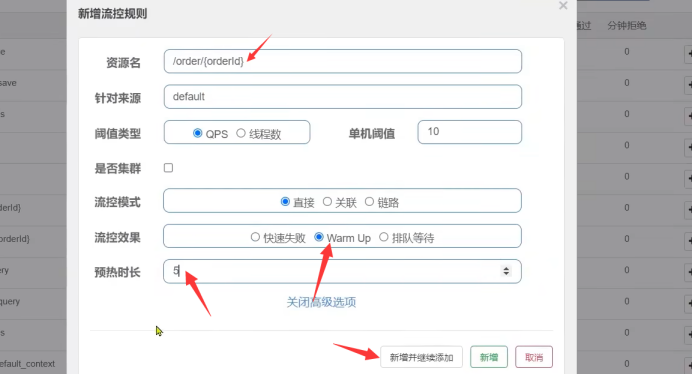 新增流控规则
×
通过 分钟拒绝
资源名 /order/{orderId}
针对来源 default
阈值类型 QPS 线程数 单机阈值 10
是否集群
流控模式 直接 关联 链路
流控效果 快速失败 Warm Up 排队等待
预热时长 5
关闭高级选项
新增并继续添加 新增 取消
e 0
save 0
s 0
0
0
derId} 0
orderId} 0
ery 0
query 0
s 0
efault_context 0